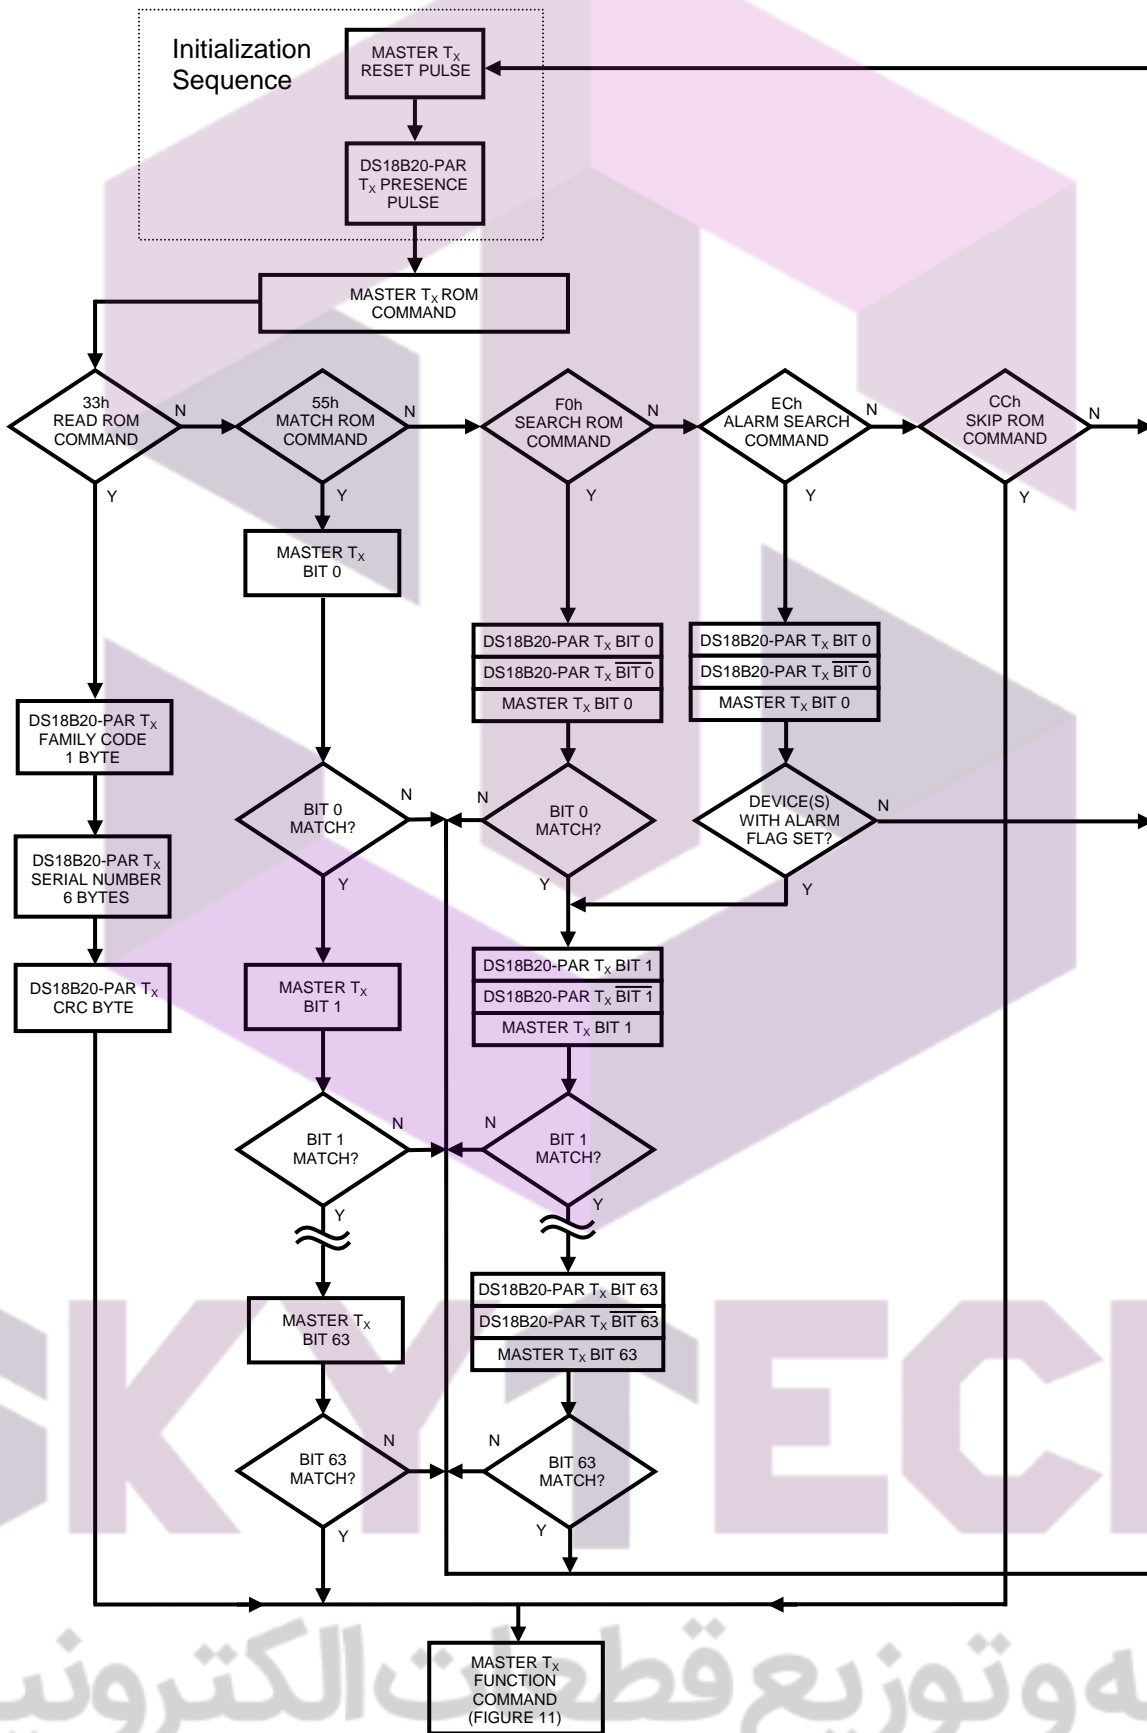 Initialization
Sequence
MASTER TX
RESET PULSE
DS18B20-PAR
TX PRESENCE
PULSE
MASTER TX ROM
COMMAND
33h
READ ROM
COMMAND
N
Y
55h
MATCH ROM
COMMAND
N
Y
F0h
SEARCH ROM
COMMAND
N
Y
ECh
ALARM SEARCH
COMMAND
N
Y
CCh
SKIP ROM
COMMAND
N
Y
DS18B20-PAR TX
FAMILY CODE
1 BYTE
DS18B20-PAR TX
SERIAL NUMBER
6 BYTES
DS18B20-PAR TX
CRC BYTE
MASTER TX
BIT 0
BIT 0
MATCH?
N
Y
MASTER TX
BIT 1
BIT 1
MATCH?
N
Y
MASTER TX
BIT 63
BIT 63
MATCH?
N
Y
DS18B20-PAR TX BIT 0
DS18B20-PAR TX BIT 0
MASTER TX BIT 0
BIT 0
MATCH?
N
Y
DS18B20-PAR TX BIT 1
DS18B20-PAR TX BIT 1
MASTER TX BIT 1
BIT 1
MATCH?
N
Y
DS18B20-PAR TX BIT 63
DS18B20-PAR TX BIT 63
MASTER TX BIT 63
BIT 63
MATCH?
N
Y
DS18B20-PAR TX BIT 0
DS18B20-PAR TX BIT 0
MASTER TX BIT 0
DEVICE(S)
WITH ALARM
FLAG SET?
N
Y
SKYTEC
MASTER TX
FUNCTION
COMMAND
(FIGURE 11)
و توزیع قطعات